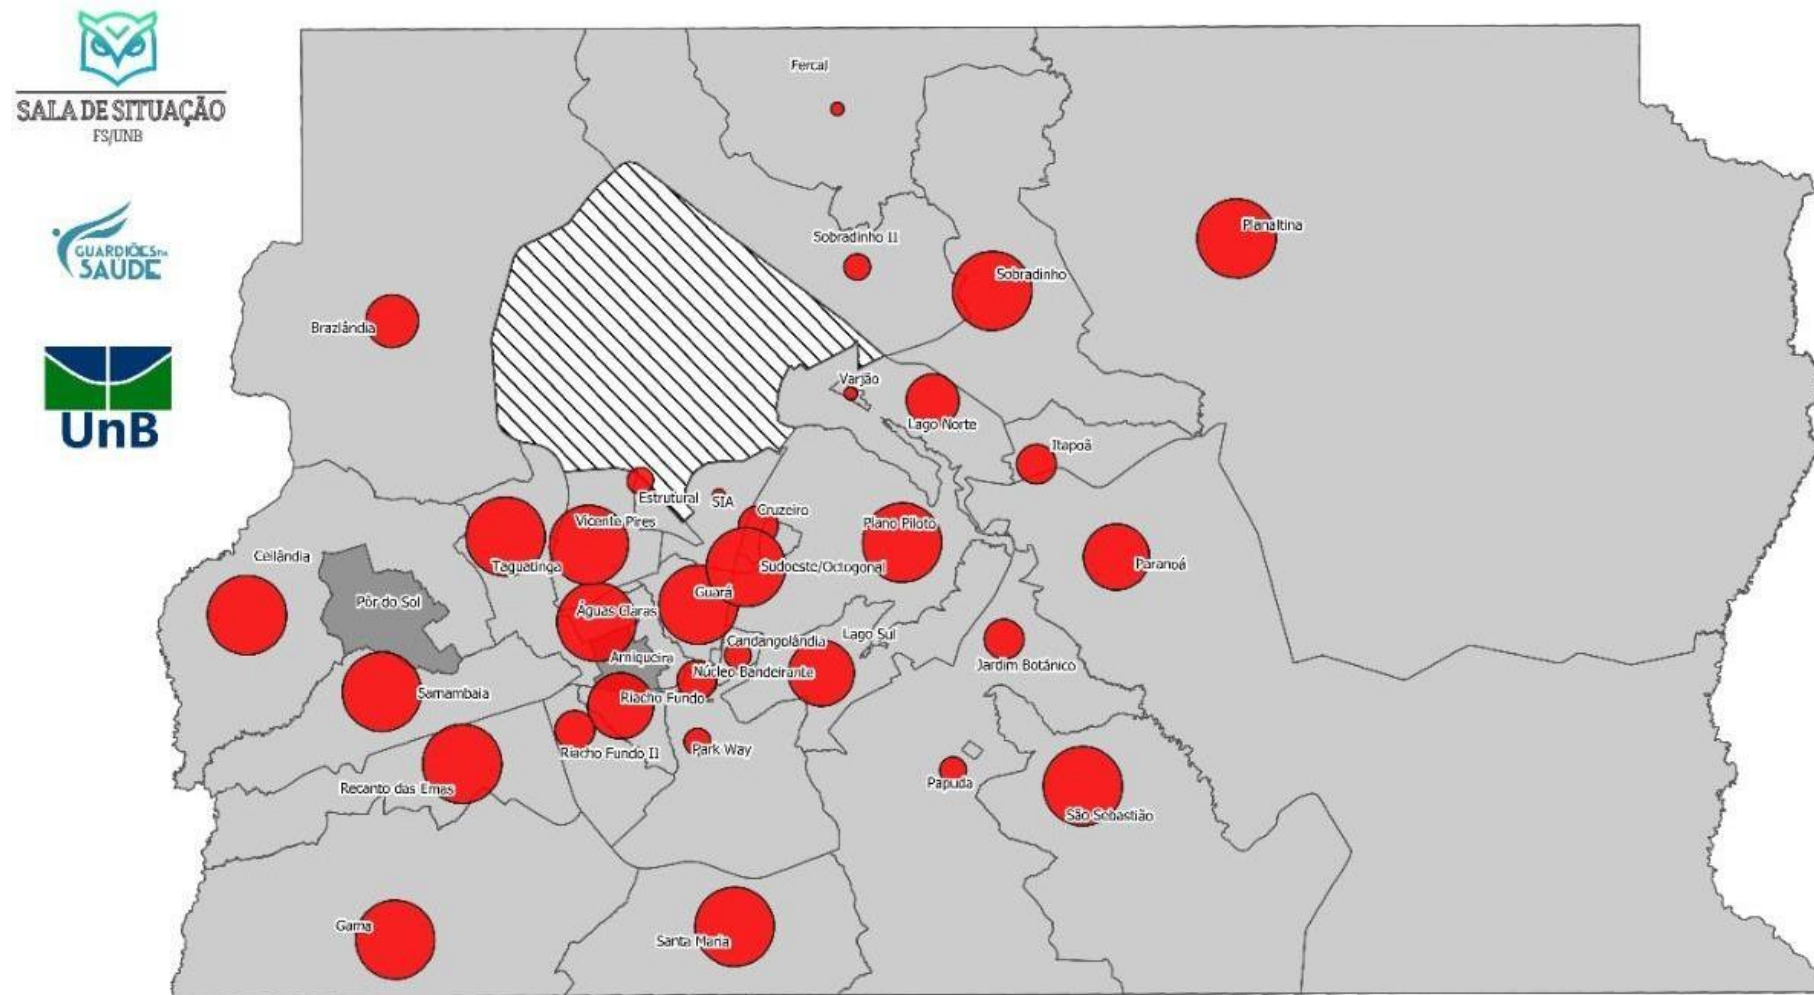 SALA DE SITUAÇÃO
FS/UNB
GUARDIÕES DA
SAÚDE
UnB
Fercal
Planaltina
Sobradinho II
Sobradinho
Brazlândia
Varjão
Lago Norte
Itapoã
Estrutural
SIA
Cruzeiro
Vicente Pires
Plano Piloto
Ceilândia
Taguatinga
Sudoeste/Octogonal
Paranoá
Pôr do Sol
Guará
Águas Claras
Candangolândia
Lago Sul
Arniqueira
Núcleo Bandeirante
Jardim Botânico
Samambaia
Riacho Fundo
Riacho Fundo II
Park Way
Papuda
Recanto das Emas
São Sebastião
Gama
Santa Maria